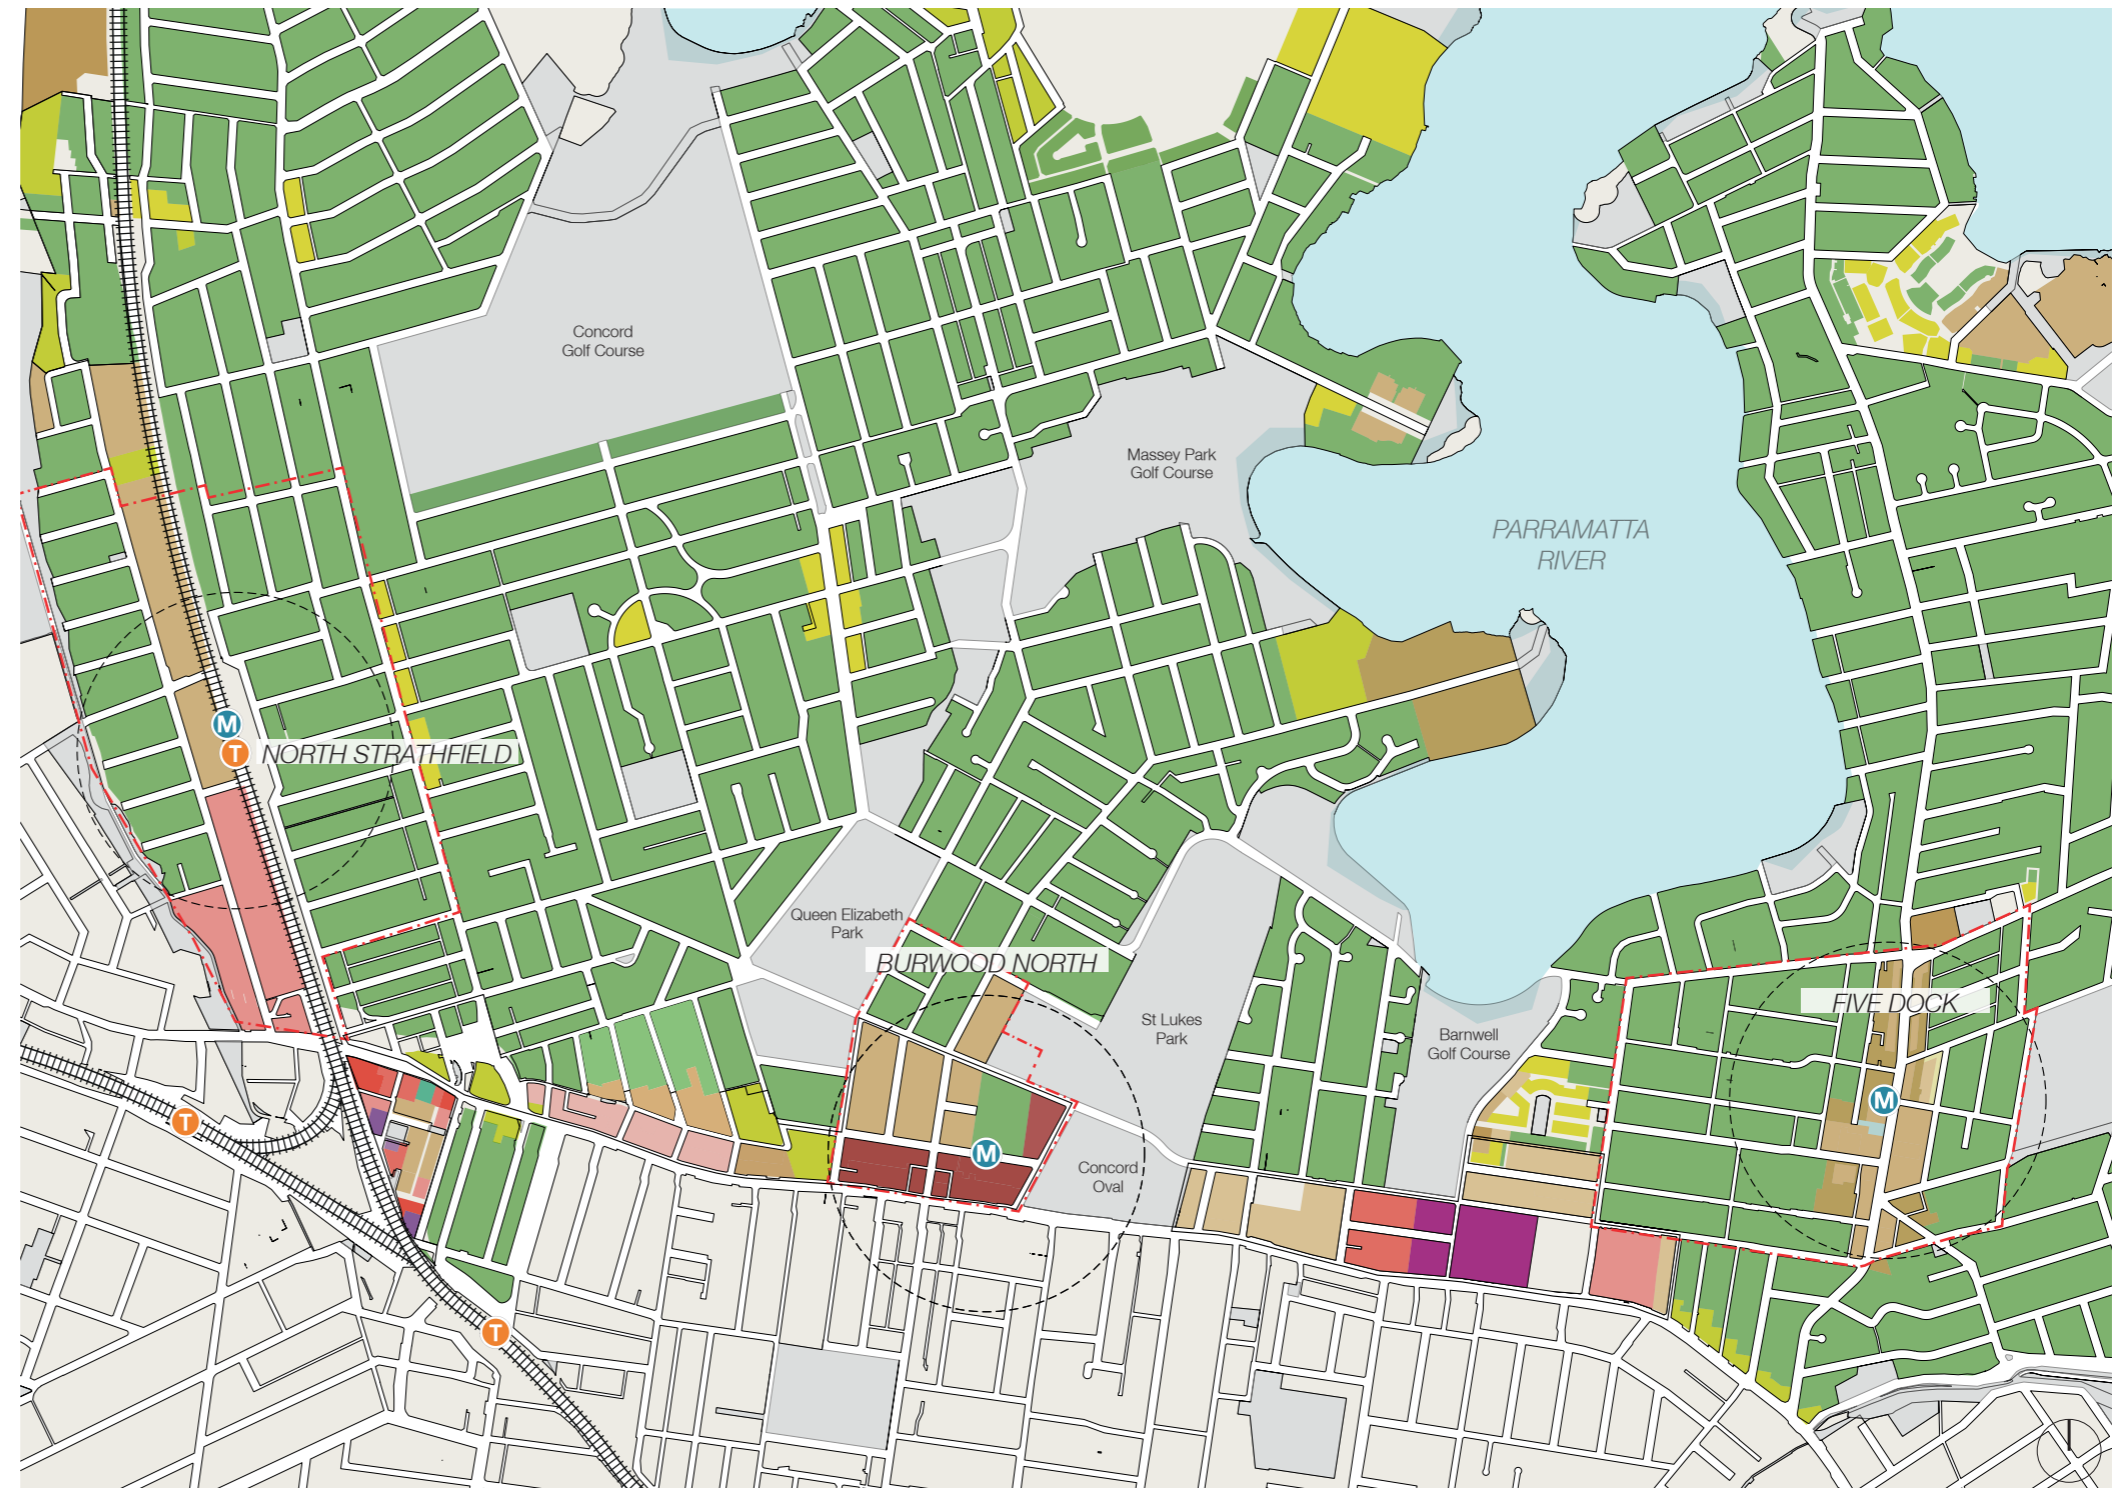 Concord
Golf Course
Massey Park
Golf Course
PARRAMATTA
RIVER
M
T
NORTH STRATHFIELD
Queen Elizabeth
Park
BURWOOD NORTH
St Lukes
Park
Barnwell
Golf Course
FIVE DOCK
M
T
M
Concord
Oval
T